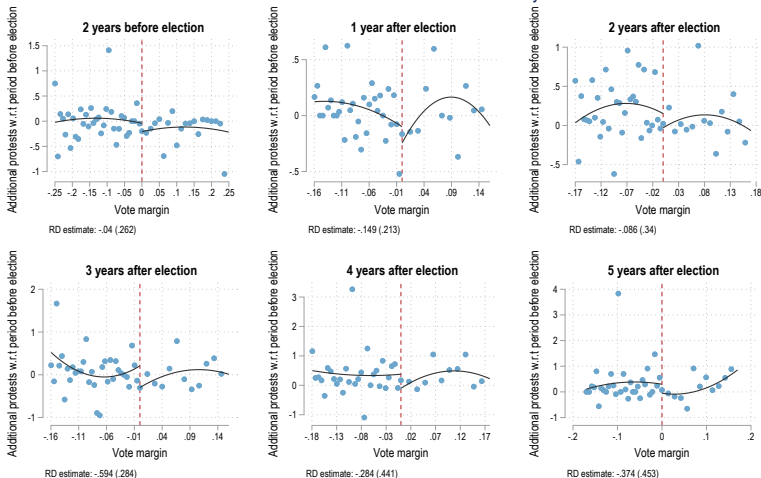 2 years before election
Additional protests w.r.t period before election
1.5
1
.5
0
-.5
-1
-.25 -.2 -.15 -.1 -.05 0 .05 .1 .15 .2 .25
Vote margin
RD estimate: -.04 (.262)
1 year after election
Additional protests w.r.t period before election
.5
0
-.5
-.16 -.11 -.06 -.01 .04 .09 .14
Vote margin
RD estimate: -.149 (.213)
2 years after election
Additional protests w.r.t period before election
1
.5
0
-.5
-.17 -.12 -.07 -.02 .03 .08 .13 .18
Vote margin
RD estimate: -.086 (.34)
3 years after election
Additional protests w.r.t period before election
2
1
0
-1
-.16 -.11 -.06 -.01 .04 .09 .14
Vote margin
RD estimate: -.594 (.284)
4 years after election
Additional protests w.r.t period before election
3
2
1
0
-1
-.18 -.13 -.08 -.03 .02 .07 .12 .17
Vote margin
RD estimate: -.284 (.441)
5 years after election
Additional protests w.r.t period before election
4
3
2
1
0
-1
-.2 -.1 0 .1 .2
Vote margin
RD estimate: -.374 (.453)